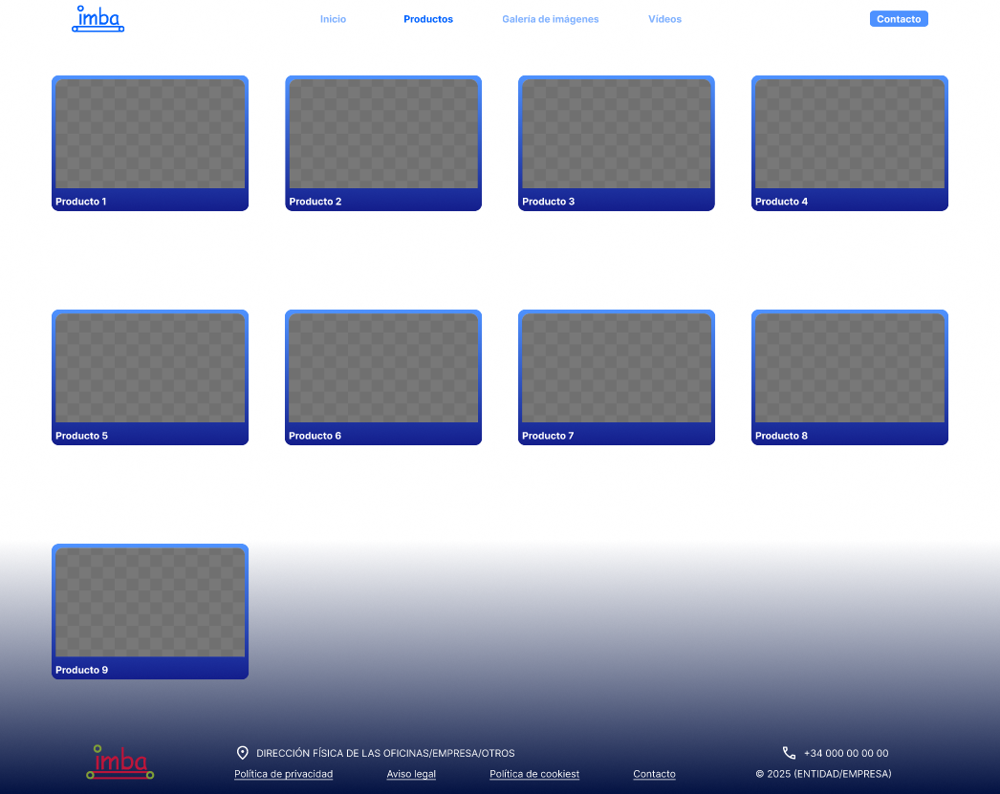 imba
Inicio Productos Galería de imágenes Vídeos Contacto
Producto 1 Producto 2 Producto 3 Producto 4
Producto 5 Producto 6 Producto 7 Producto 8
Producto 9
imba
DIRECCIÓN FÍSICA DE LAS OFICINAS/EMPRESA/OTROS +34 000 00 00 00
Política de privacidad Aviso legal Política de cookiest Contacto © 2025 (ENTIDAD/EMPRESA)